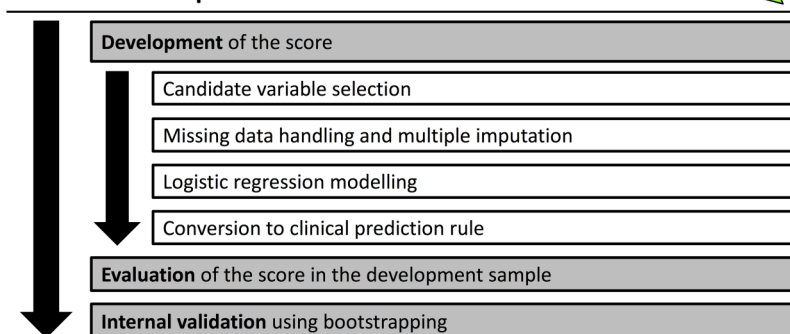 Development of the score
Candidate variable selection
Missing data handling and multiple imputation
Logistic regression modelling
Conversion to clinical prediction rule
Evaluation of the score in the development sample
Internal validation using bootstrapping